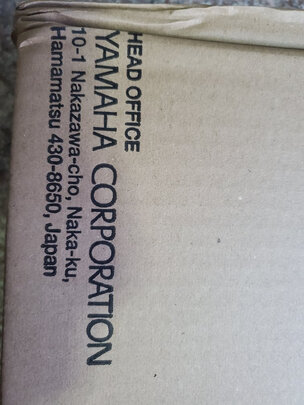 HEAD OFFICE
YAMAHA CORPORATION
10-1 Nakazawa-cho, Naka-ku,
Hamamatsu 430-8650, Japan